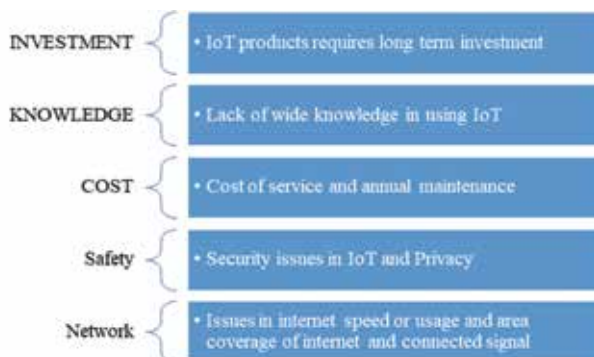 INVESTMENT
• IoT products requires long term investment
KNOWLEDGE
• Lack of wide knowledge in using IoT
COST
• Cost of service and annual maintenance
Safety
• Security issues in IoT and Privacy
Network
• Issues in internet speed or usage and area
coverage of internet and connected signal